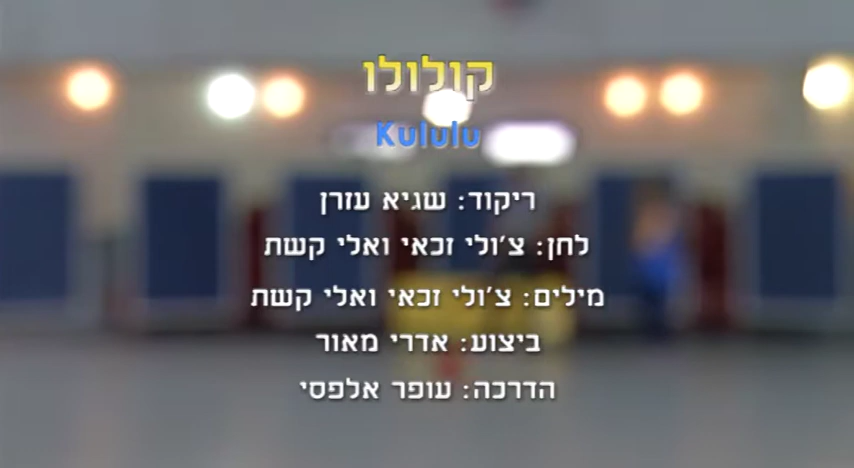 קולולו
Kululu
ריקוד: שגיא עזרן
לחן: צ'ולי זכאי ואלי קשת
מילים: צ'ולי זכאי ואלי קשת
ביצוע: אדרי מאור
הדרכה: עופר אלפסי